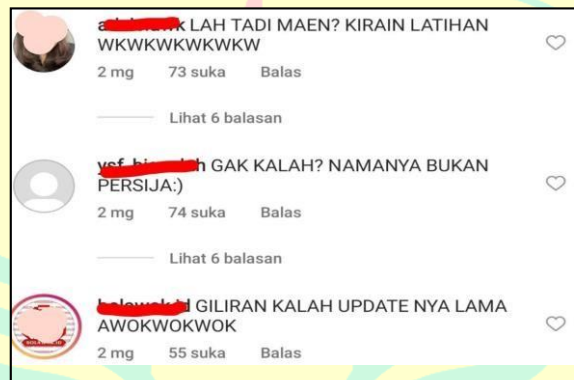 LAH TADI MAEN? KIRAIN LATIHAN
WKWKWKWKWKW
2 mg 73 suka Balas
Lihat 6 balasan
GAK KALAH? NAMANYA BUKAN
PERSIJA:)
2 mg 74 suka Balas
Lihat 6 balasan
GILIRAN KALAH UPDATE NYA LAMA
AWOKWOKWOK
2 mg 55 suka Balas